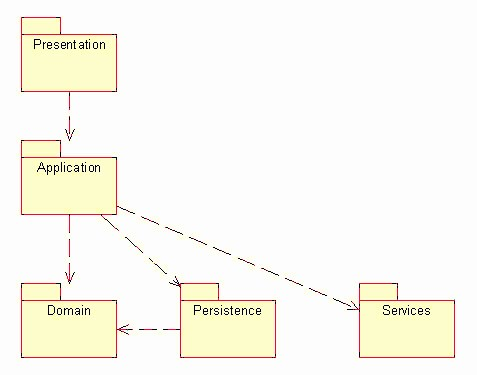 Presentation
Application
Domain
Persistence
Services